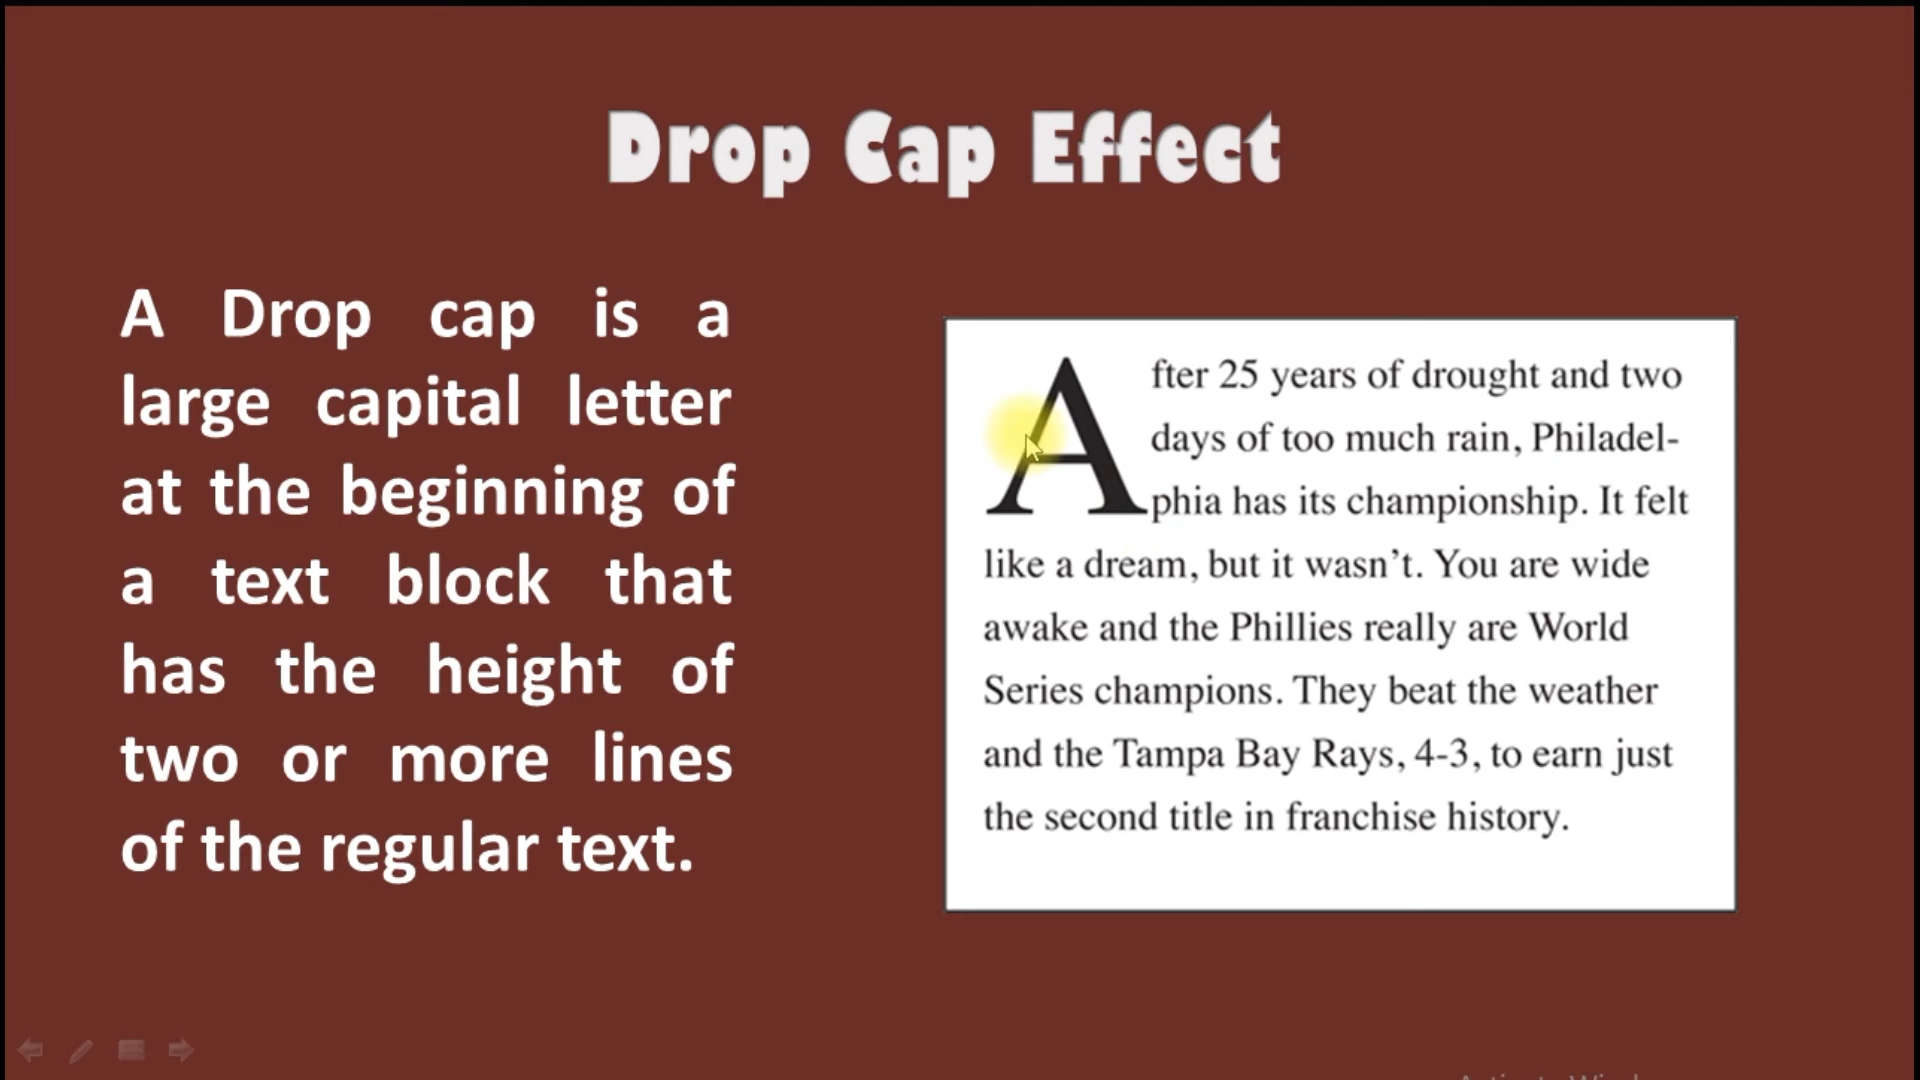 Drop Cap Effect
A Drop cap is a
large capital letter
at the beginning of
a text block that
has the height of
two or more lines
of the regular text.
After 25 years of drought and two
days of too much rain, Philadel-
phia has its championship. It felt
like a dream, but it wasn’t. You are wide
awake and the Phillies really are World
Series champions. They beat the weather
and the Tampa Bay Rays, 4-3, to earn just
the second title in franchise history.